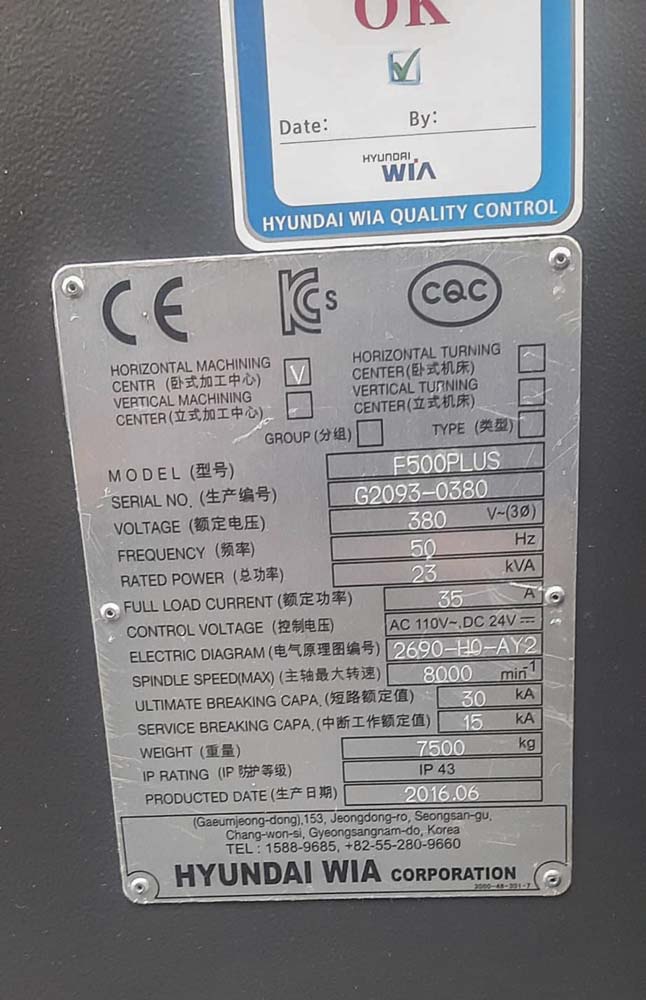 OK
Date: By:
HYUNDAI
WIA
HYUNDAI WIA QUALITY CONTROL
CE KCs CQC
HORIZONTAL MACHINING
CENTR (卧式加工中心) V
VERTICAL MACHINING
CENTER(立式加工中心)
HORIZONTAL TURNING
CENTER(卧式机床)
VERTICAL TURNING
CENTER(立式机床)
GROUP(分组) TYPE (类型)
MODEL (型号) F500PLUS
SERIAL NO. (生产编号) G2093-0380
VOLTAGE (额定电压) 380 V~(3Ø)
FREQUENCY (频率) 50 Hz
RATED POWER (总功率) 23 kVA
FULL LOAD CURRENT (额定功率) 35 A
CONTROL VOLTAGE (控制电压) AC 110V~,DC 24V⎓
ELECTRIC DIAGRAM(电气原理图编号) 2690-H0-AY2
SPINDLE SPEED(MAX) (主轴最大转速) 8000 min-1
ULTIMATE BREAKING CAPA. (短路额定值) 30 kA
SERVICE BREAKING CAPA. (中断工作额定值) 15 kA
WEIGHT (重量) 7500 kg
IP RATING (IP 防护等级) IP 43
PRODUCTED DATE (生产日期) 2016.06
(Gaeumjeong-dong),153, Jeongdong-ro, Seongsan-gu,
Chang-won-si, Gyeongsangnam-do, Korea
TEL : 1588-9685, +82-55-280-9660
HYUNDAI WIA CORPORATION